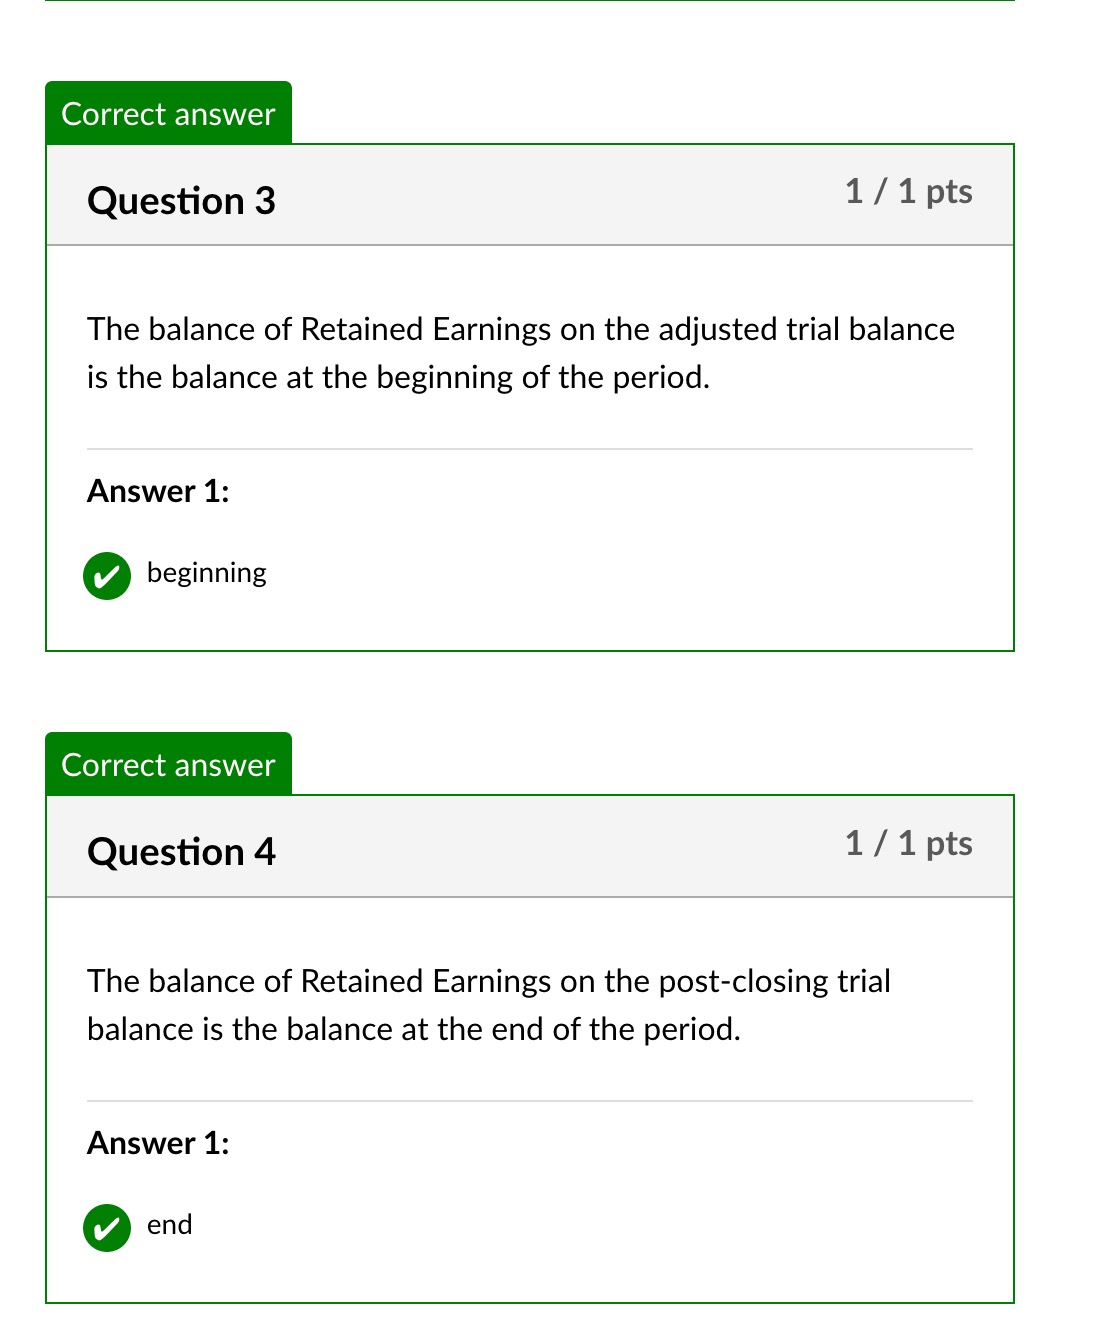 Correct answer
Question 3
1 / 1 pts
The balance of Retained Earnings on the adjusted trial balance
is the balance at the beginning of the period.
Answer 1:
beginning
Correct answer
Question 4
1 / 1 pts
The balance of Retained Earnings on the post-closing trial
balance is the balance at the end of the period.
Answer 1:
end